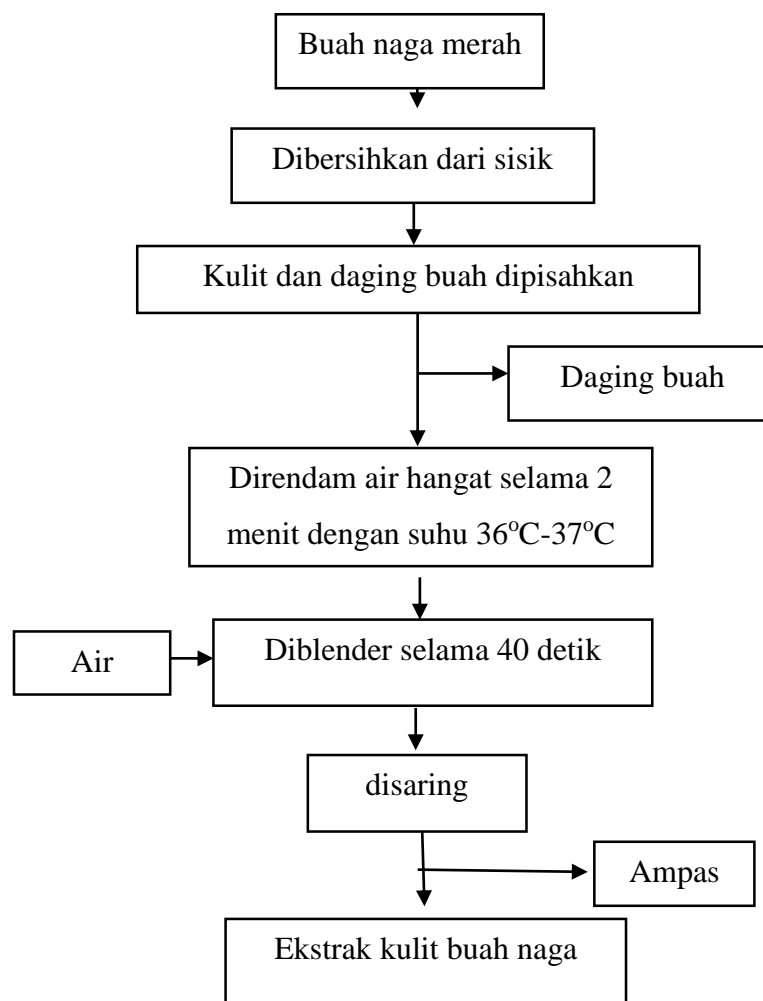 Buah naga merah
Dibersihkan dari sisik
Kulit dan daging buah dipisahkan
Daging buah
Direndam air hangat selama 2
menit dengan suhu 36°C-37°C
Air
Diblender selama 40 detik
disaring
Ampas
Ekstrak kulit buah naga